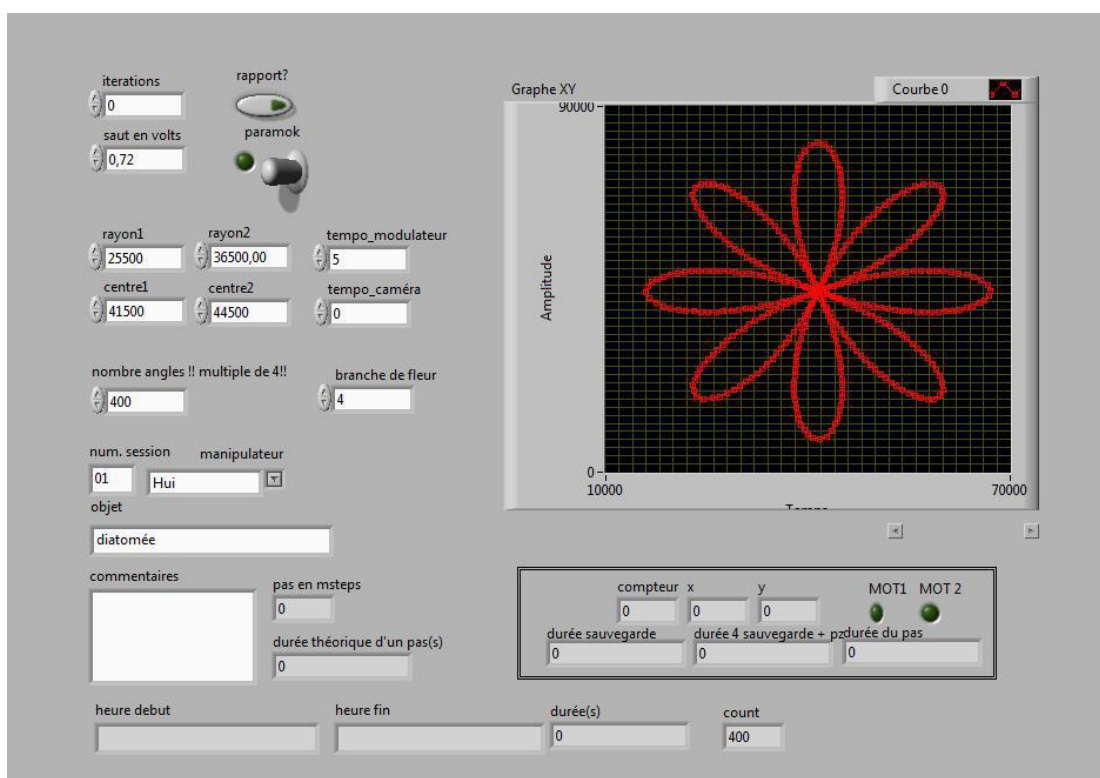 iterations
0
rapport?
saut en volts
0,72
paramok
rayon1
25500
rayon2
36500,00
tempo_modulateur
5
centre1
41500
centre2
44500
tempo_caméra
0
nombre angles !! multiple de 4!!
400
branche de fleur
4
num. session
01
manipulateur
Hui
objet
diatomée
commentaires
pas en msteps
0
durée théorique d'un pas(s)
0
heure debut
heure fin
durée(s)
0
count
400
Graphe XY
Courbe 0
90000
Amplitude
0
10000
70000
compteur
0
x
0
y
0
MOT1
MOT 2
durée sauvegarde
0
durée 4 sauvegarde + pz
0
durée du pas
0